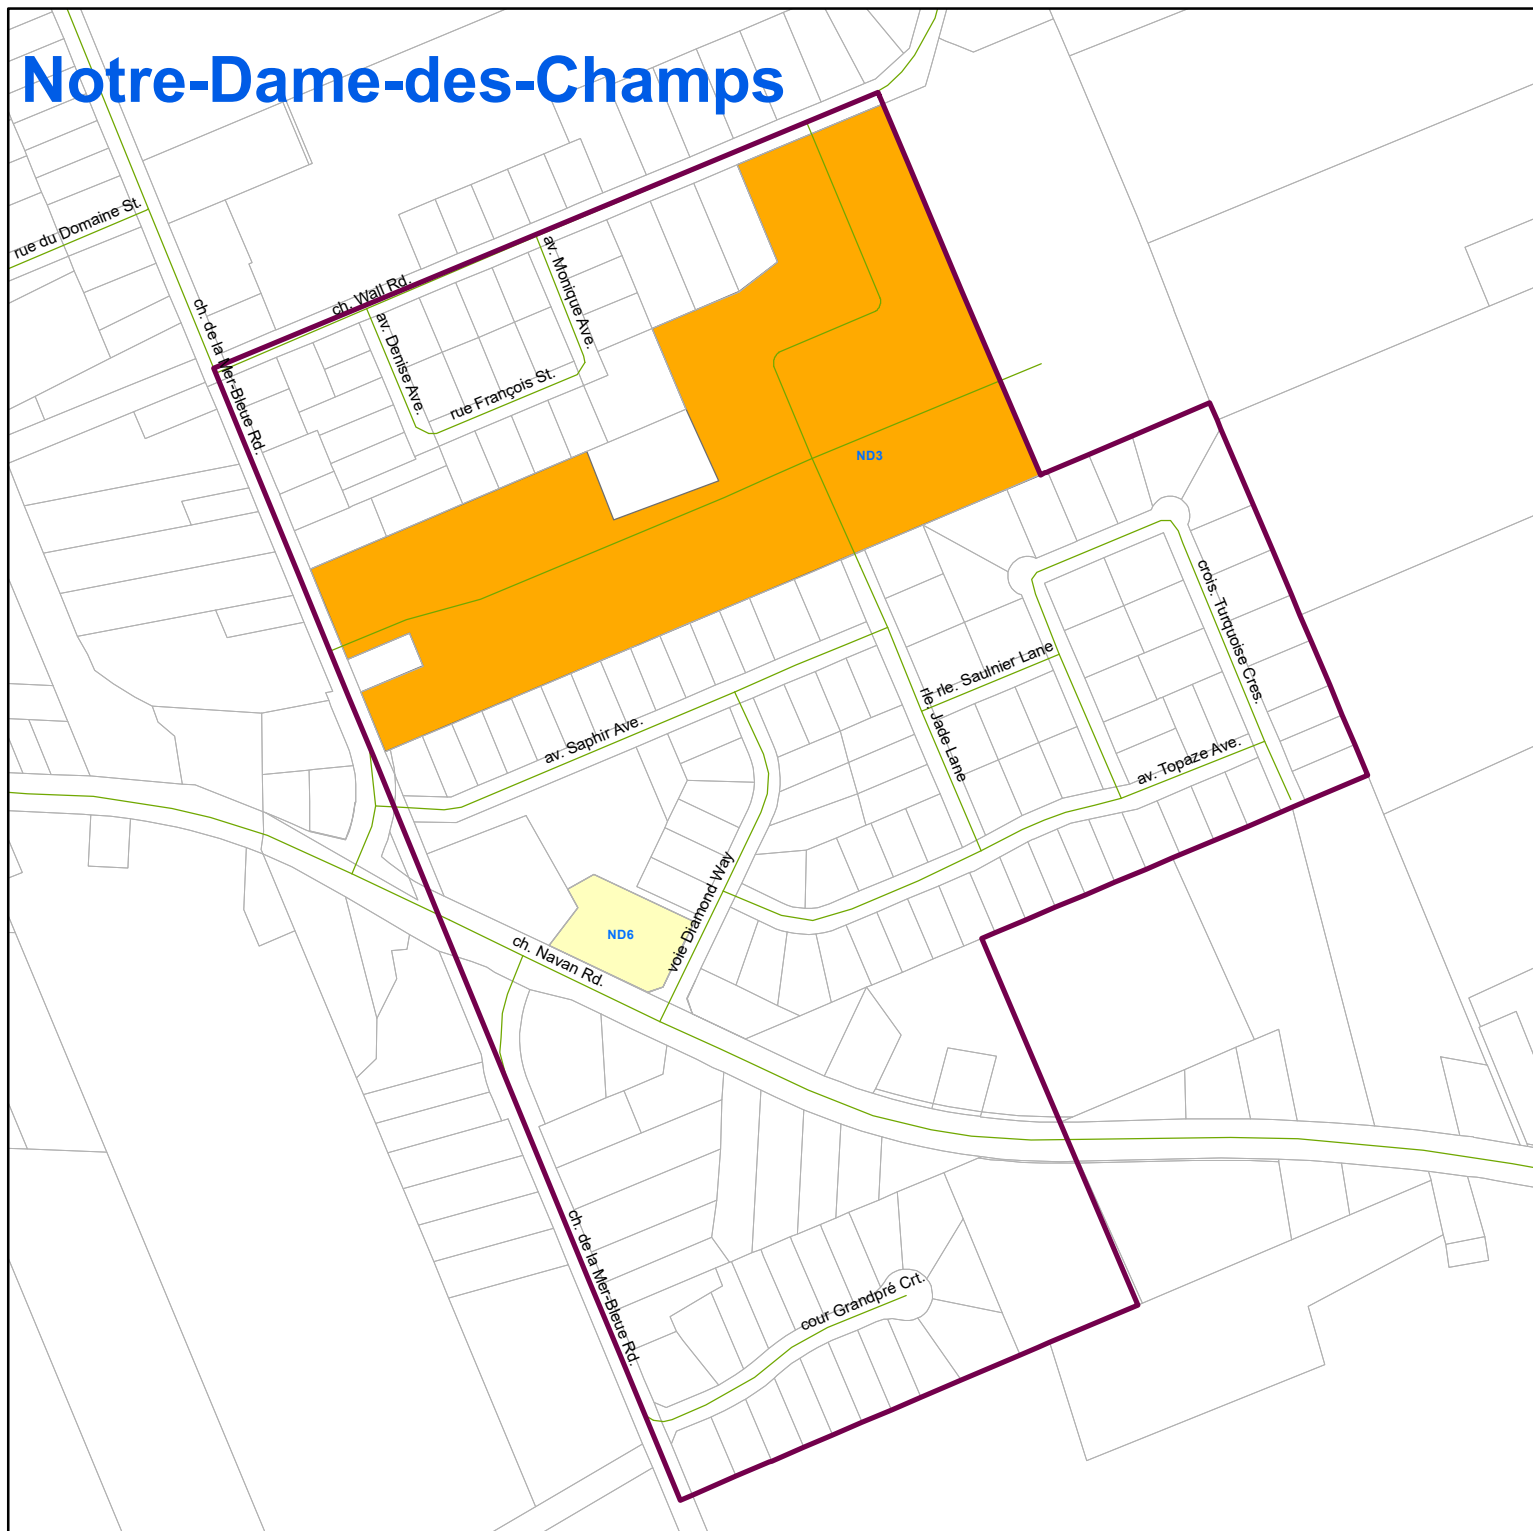 Notre-Dame-des-Champs
rue du Domaine St.
ch. Wall Rd.
av. Monique Ave.
av. Denise Ave.
rue François St.
ch. de la Mer-Bleue Rd.
ND3
crois. Turquoise Cres.
rle. Saulnier Lane
rle. Jade Lane
av. Saphir Ave.
av. Topaze Ave.
voie Diamond Way
ND6
ch. Navan Rd.
ch. de la Mer-Bleue Rd.
cour Grandpré Crt.